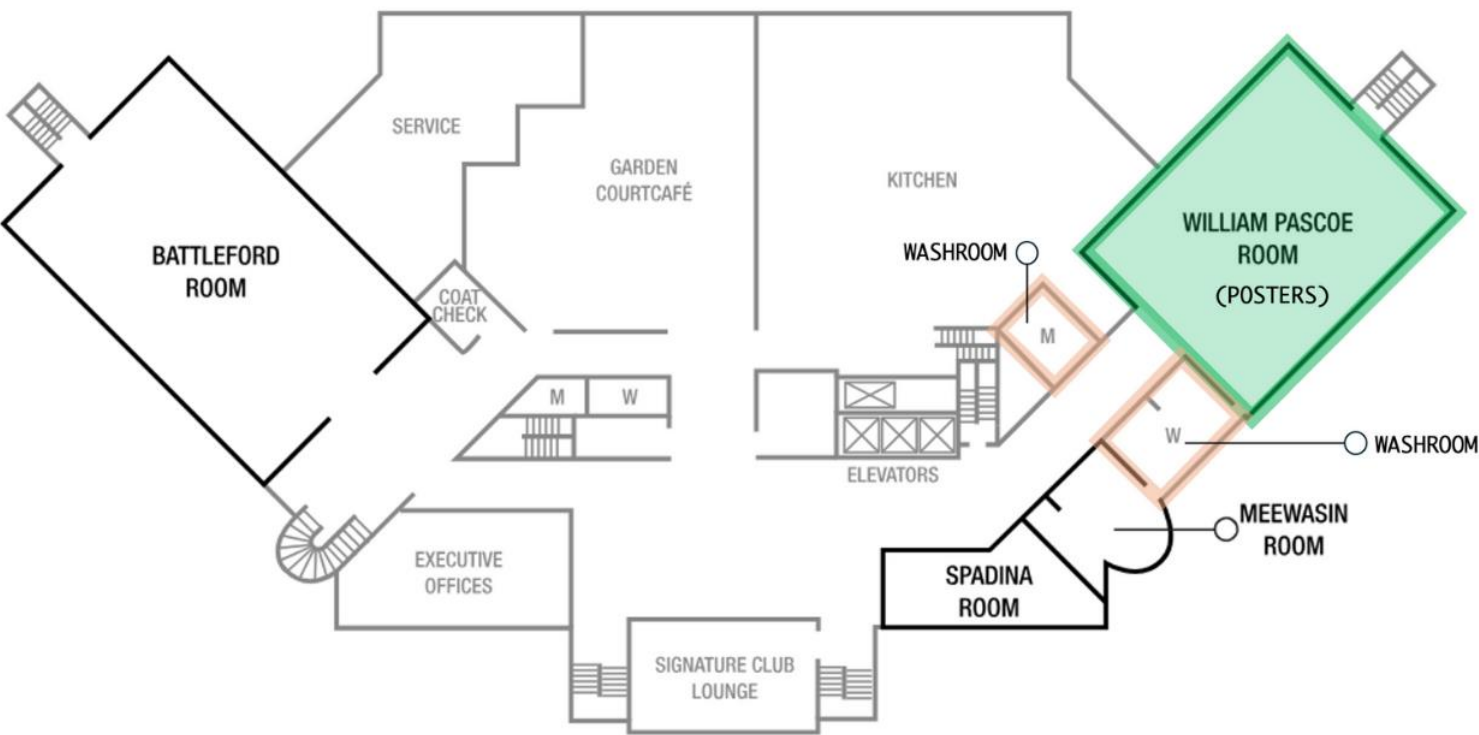 SERVICE
GARDEN
COURTCAFÉ
KITCHEN
WILLIAM PASCOE
ROOM
(POSTERS)
BATTLEFORD
ROOM
WASHROOM
COAT
CHECK
M
M
W
W
WASHROOM
ELEVATORS
MEEWASIN
ROOM
EXECUTIVE
OFFICES
SPADINA
ROOM
SIGNATURE CLUB
LOUNGE